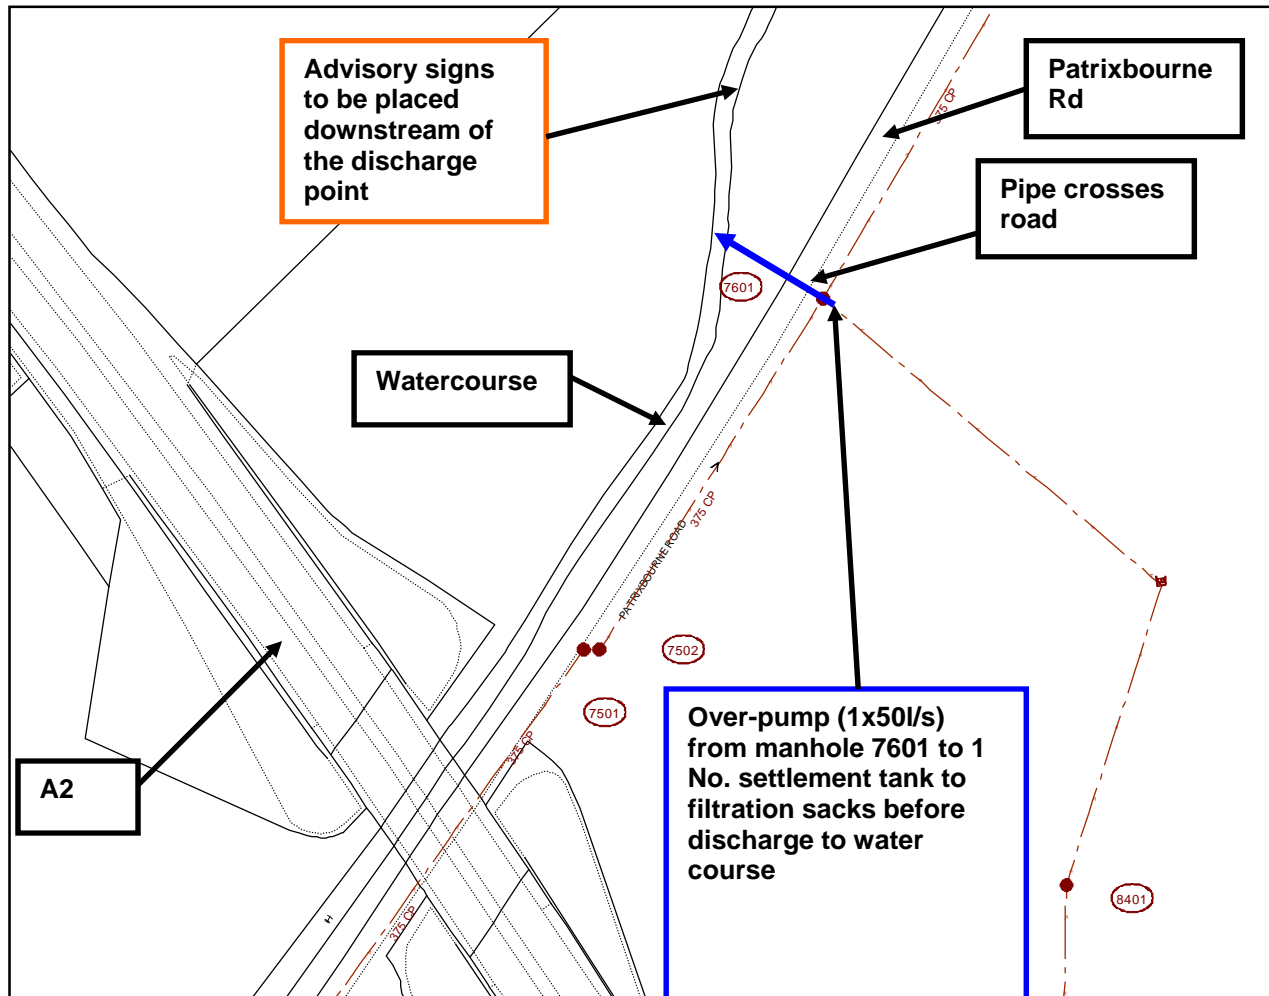 Advisory signs
to be placed
downstream of
the discharge
point
Patrixbourne
Rd
375 CP
Pipe crosses
road
7601
Watercourse
375 CP
PATRIXBOURNE ROAD
7502
7501
375 CP
A2
Over-pump (1x50l/s)
from manhole 7601 to 1
No. settlement tank to
filtration sacks before
discharge to water
course
8401
375 CP
H